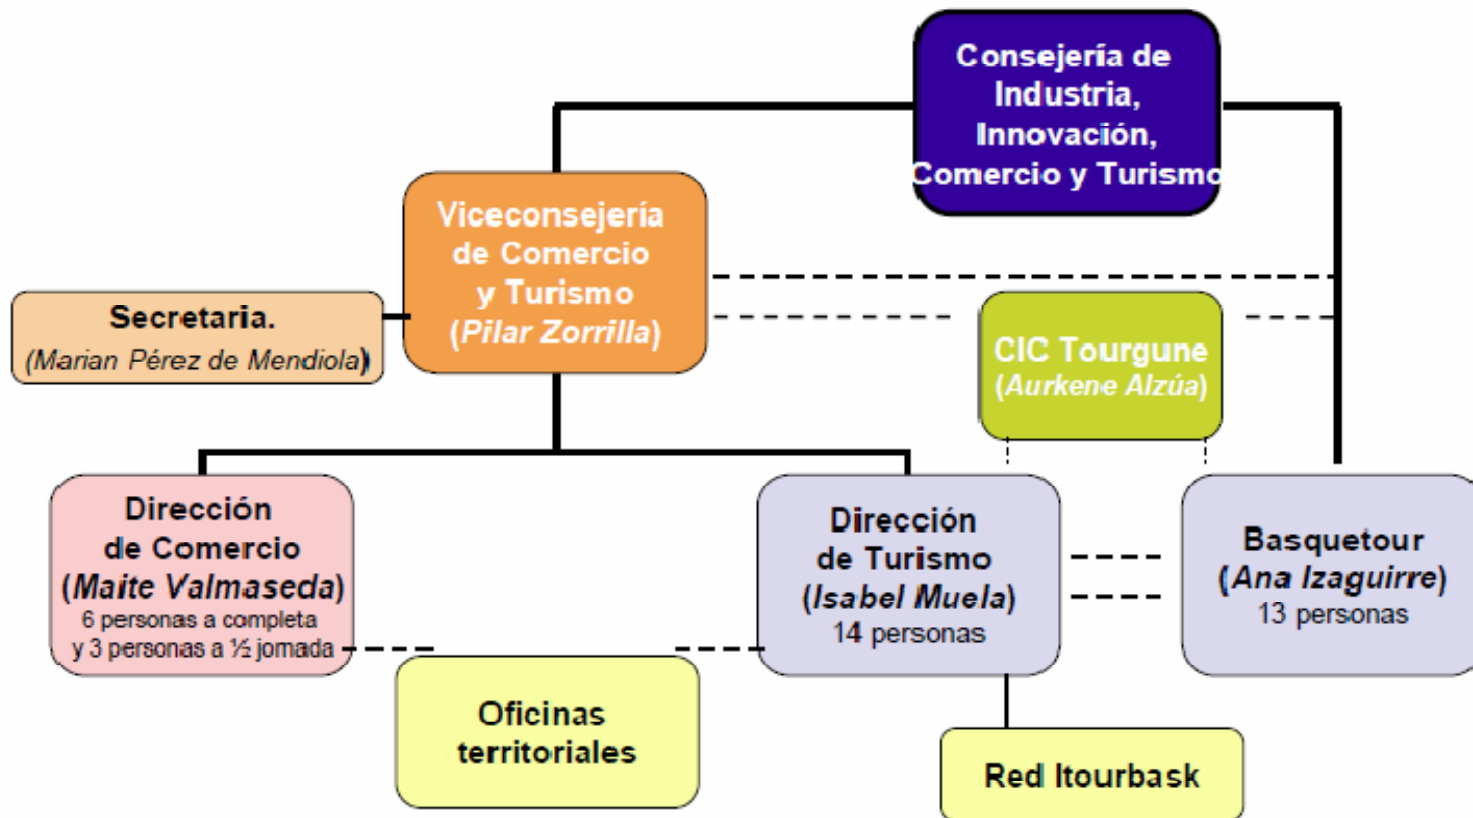 Consejería de
Industria,
Innovación,
Comercio y Turismo
Viceconsejería
de Comercio
y Turismo
(Pilar Zorrilla)
Secretaria.
(Marian Pérez de Mendiola)
CIC Tourgune
(Aurkene Alzúa)
Dirección
de Comercio
(Maite Valmaseda)
6 personas a completa
y 3 personas a ½ jornada
Dirección
de Turismo
(Isabel Muela)
14 personas
Basquetour
(Ana Izaguirre)
13 personas
Oficinas
territoriales
Red Itourbask